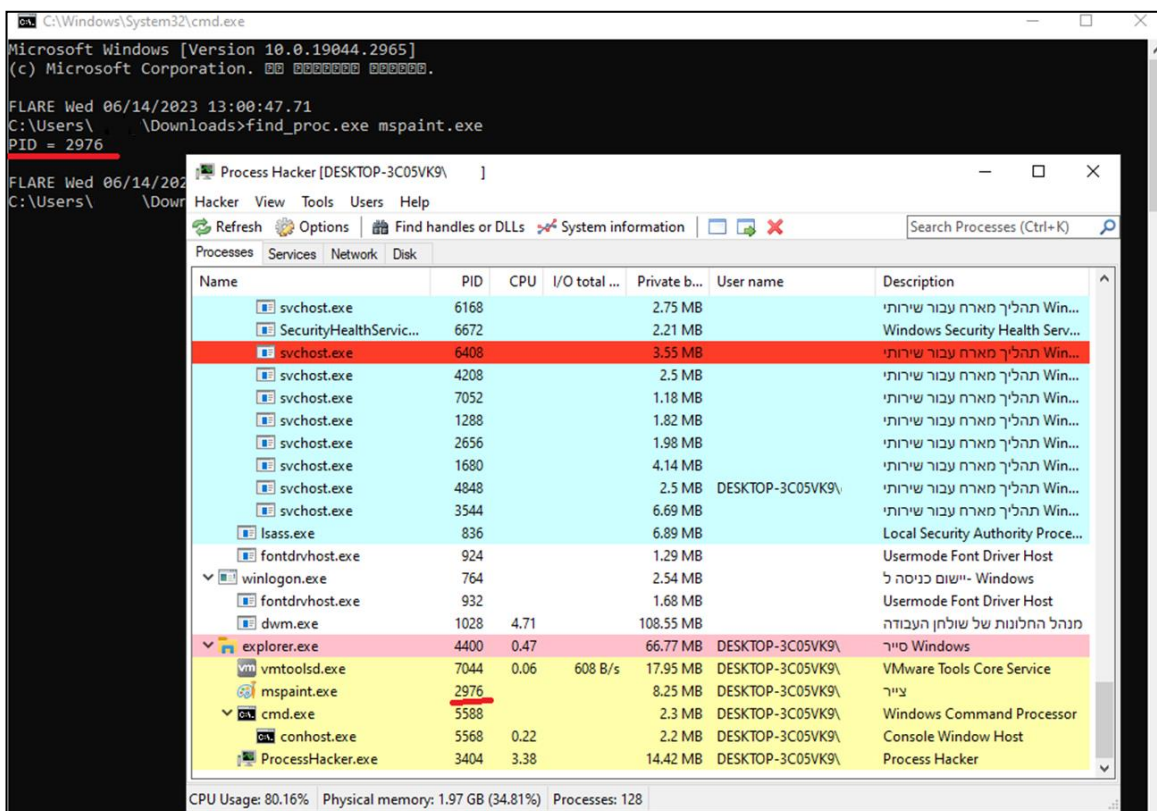 C:\Windows\System32\cmd.exe
Microsoft Windows [Version 10.0.19044.2965]
(c) Microsoft Corporation.
FLARE Wed 06/14/2023 13:00:47.71
C:\Users\ \Downloads>find_proc.exe mspaint.exe
PID = 2976
FLARE Wed 06/14/202
C:\Users\ \Down
Process Hacker [DESKTOP-3C05VK9\ ]
Hacker View Tools Users Help
Refresh Options Find handles or DLLs System information Search Processes (Ctrl+K)
Processes Services Network Disk
Name PID CPU I/O total ... Private b... User name Description
svchost.exe 6168 2.75 MB תהליך מארח עבור שירותי Win...
SecurityHealthServic... 6672 2.21 MB Windows Security Health Serv...
svchost.exe 6408 3.55 MB תהליך מארח עבור שירותי Win...
svchost.exe 4208 2.5 MB תהליך מארח עבור שירותי Win...
svchost.exe 7052 1.18 MB תהליך מארח עבור שירותי Win...
svchost.exe 1288 1.82 MB תהליך מארח עבור שירותי Win...
svchost.exe 2656 1.98 MB תהליך מארח עבור שירותי Win...
svchost.exe 1680 4.14 MB תהליך מארח עבור שירותי Win...
svchost.exe 4848 2.5 MB DESKTOP-3C05VK9\ תהליך מארח עבור שירותי Win...
svchost.exe 3544 6.69 MB תהליך מארח עבור שירותי Win...
lsass.exe 836 6.89 MB Local Security Authority Proce...
fontdrvhost.exe 924 1.29 MB Usermode Font Driver Host
winlogon.exe 764 2.54 MB יישום כניסה ל- Windows
fontdrvhost.exe 932 1.68 MB Usermode Font Driver Host
dwm.exe 1028 4.71 108.55 MB מנהל החלונות של שולחן העבודה
explorer.exe 4400 0.47 66.77 MB DESKTOP-3C05VK9\ סייר Windows
vmtoolsd.exe 7044 0.06 608 B/s 17.95 MB DESKTOP-3C05VK9\ VMware Tools Core Service
mspaint.exe 2976 8.25 MB DESKTOP-3C05VK9\ צייר
cmd.exe 5588 2.3 MB DESKTOP-3C05VK9\ Windows Command Processor
conhost.exe 5568 0.22 2.2 MB DESKTOP-3C05VK9\ Console Window Host
ProcessHacker.exe 3404 3.38 14.42 MB DESKTOP-3C05VK9\ Process Hacker
CPU Usage: 80.16% Physical memory: 1.97 GB (34.81%) Processes: 128